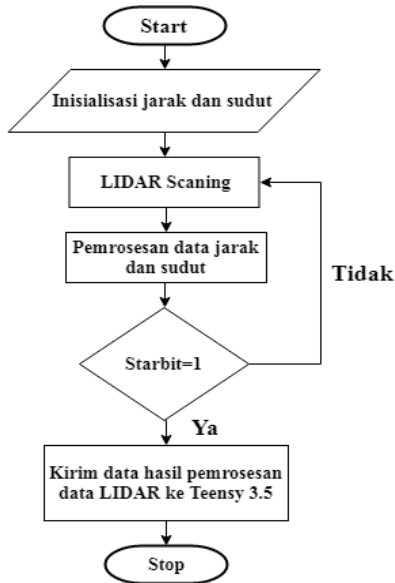 Start
Inisialisasi jarak dan sudut
LIDAR Scaning
Pemrosesan data jarak
dan sudut
Tidak
Starbit=1
Ya
Kirim data hasil pemrosesan
data LIDAR ke Teensy 3.5
Stop